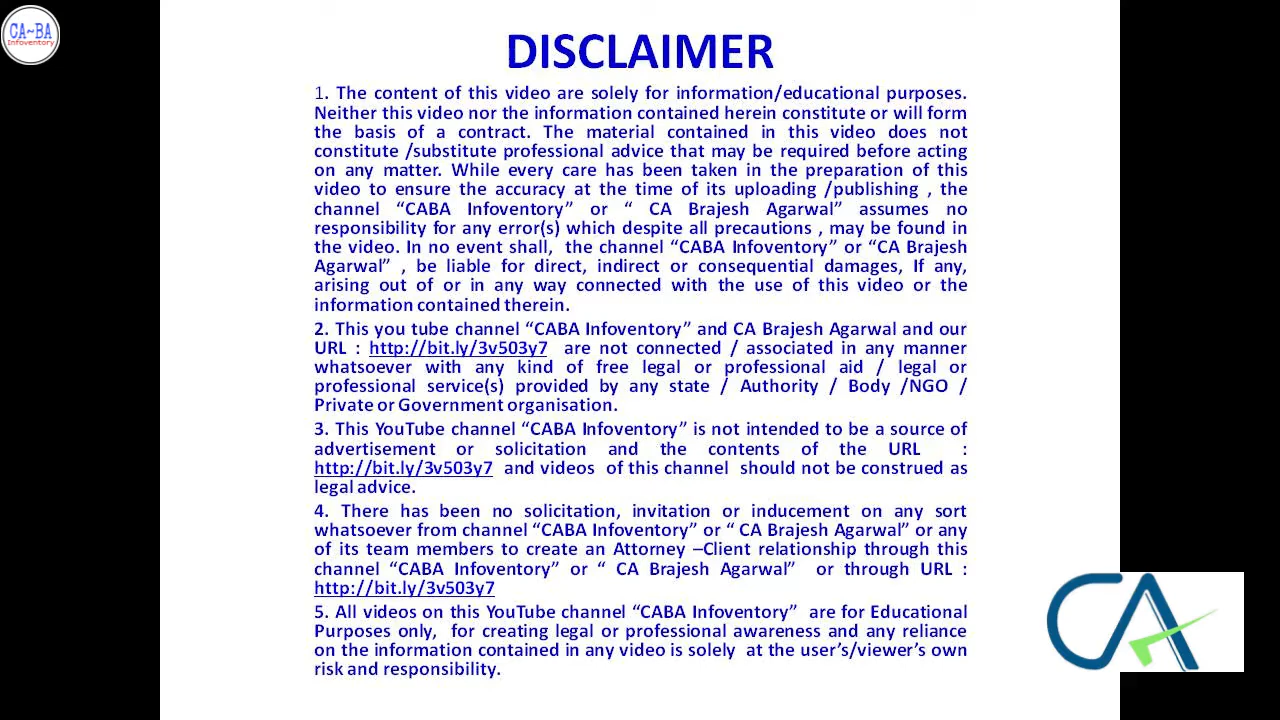 CA~BA
Infoventory
DISCLAIMER
1. The content of this video are solely for information/educational purposes.
Neither this video nor the information contained herein constitute or will form
the basis of a contract. The material contained in this video does not
constitute /substitute professional advice that may be required before acting
on any matter. While every care has been taken in the preparation of this
video to ensure the accuracy at the time of its uploading /publishing , the
channel “CABA Infoventory” or “ CA Brajesh Agarwal” assumes no
responsibility for any error(s) which despite all precautions , may be found in
the video. In no event shall, the channel “CABA Infoventory” or “CA Brajesh
Agarwal” , be liable for direct, indirect or consequential damages, If any,
arising out of or in any way connected with the use of this video or the
information contained therein.
2. This you tube channel “CABA Infoventory” and CA Brajesh Agarwal and our
URL : http://bit.ly/3v503y7 are not connected / associated in any manner
whatsoever with any kind of free legal or professional aid / legal or
professional service(s) provided by any state / Authority / Body /NGO /
Private or Government organisation.
3. This YouTube channel “CABA Infoventory” is not intended to be a source of
advertisement or solicitation and the contents of the URL :
http://bit.ly/3v503y7 and videos of this channel should not be construed as
legal advice.
4. There has been no solicitation, invitation or inducement on any sort
whatsoever from channel “CABA Infoventory” or “ CA Brajesh Agarwal” or any
of its team members to create an Attorney –Client relationship through this
channel “CABA Infoventory” or “ CA Brajesh Agarwal” or through URL :
http://bit.ly/3v503y7
5. All videos on this YouTube channel “CABA Infoventory” are for Educational
Purposes only, for creating legal or professional awareness and any reliance
on the information contained in any video is solely at the user’s/viewer’s own
risk and responsibility.
CA